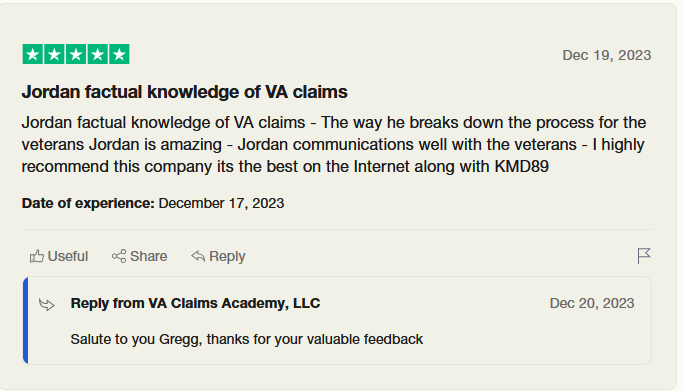 Dec 19, 2023
Jordan factual knowledge of VA claims
Jordan factual knowledge of VA claims - The way he breaks down the process for the
veterans Jordan is amazing - Jordan communications well with the veterans - I highly
recommend this company its the best on the Internet along with KMD89
Date of experience: December 17, 2023
Useful Share Reply
Reply from VA Claims Academy, LLC Dec 20, 2023
Salute to you Gregg, thanks for your valuable feedback